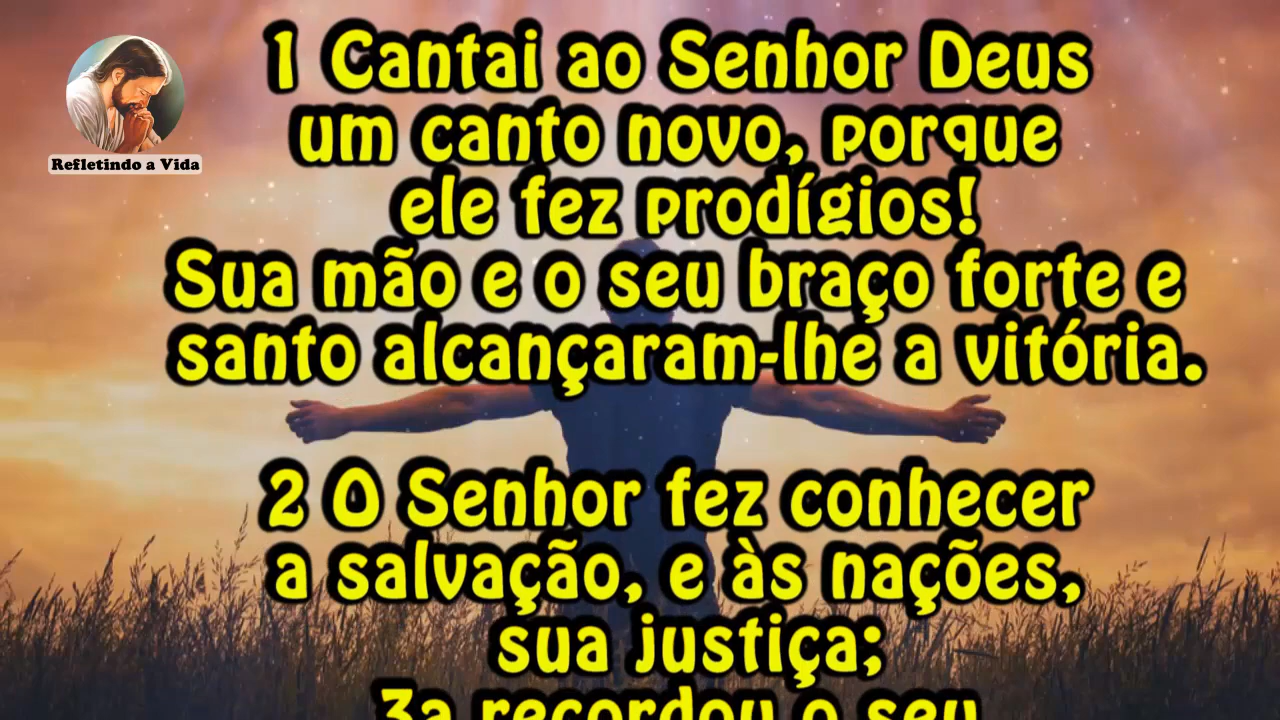 Refletindo a Vida
1 Cantai ao Senhor Deus
um canto novo, porque
ele fez prodígios!
Sua mão e o seu braço forte e
santo alcançaram-lhe a vitória.
2 O Senhor fez conhecer
a salvação, e às nações,
sua justiça;
3a recordou o seu